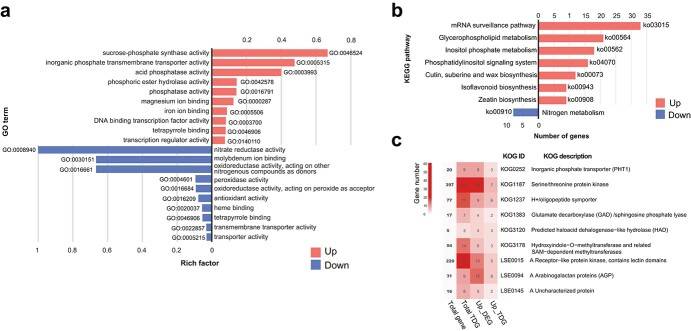 a
0 0.2 0.4 0.6 0.8
sucrose-phosphate synthase activity GO:0046524
inorganic phosphate transmembrane transporter activity GO:0005315
acid phosphatase activity GO:0003993
phosphoric ester hydrolase activity GO:0042578
phosphatase activity GO:0016791
magnesium ion binding GO:0000287
iron ion binding GO:0005506
DNA binding transcription factor activity GO:0003700
tetrapyrrole binding GO:0046906
transcription regulator activity GO:0140110
GO:0008940 nitrate reductase activity
GO:0030151 molybdenum ion binding
GO:0016661 oxidoreductase activity, acting on other
nitrogenous compounds as donors
GO:0004601 peroxidase activity
GO:0016684 oxidoreductase activity, acting on peroxide as acceptor
GO:0016209 antioxidant activity
GO:0020037 heme binding
GO:0046906 tetrapyrrole binding
GO:0022857 transmembrane transporter activity
GO:0005215 transporter activity
1 0.8 0.6 0.4 0.2 0
Rich factor
GO term
Up
Down
b
0 5 10 15 20 25 30 35
mRNA surveillance pathway ko03015
Glycerophospholipid metabolism ko00564
Inositol phosphate metabolism ko00562
Phosphatidylinositol signaling system ko04070
Cutin, suberine and wax biosynthesis ko00073
Isoflavonoid biosynthesis ko00943
Zeatin biosynthesis ko00908
ko00910 Nitrogen metabolism
10 5 0
Number of genes
KEGG pathway
Up
Down
c
Gene number
KOG ID KOG description
20 KOG0252 Inorganic phosphate transporter (PHT1)
KOG1187 Serine/threonine protein kinase
77 KOG1237 H+/oligopeptide symporter
17 KOG1383 Glutamate decarboxylase (GAD) /sphingosine phosphate lyase
KOG3120 Predicted haloacid dehalogenase-like hydrolase (HAD)
KOG3178 Hydroxyindole-O-methyltransferase and related
SAM-dependent methyltransferases
LSE0015 A Receptor-like protein kinase, contains lectin domains
31 LSE0094 A Arabinogalactan proteins (AGP)
LSE0145 A Uncharacterized protein
Total gene
Total TDG
Up_DEG
Up_TDG